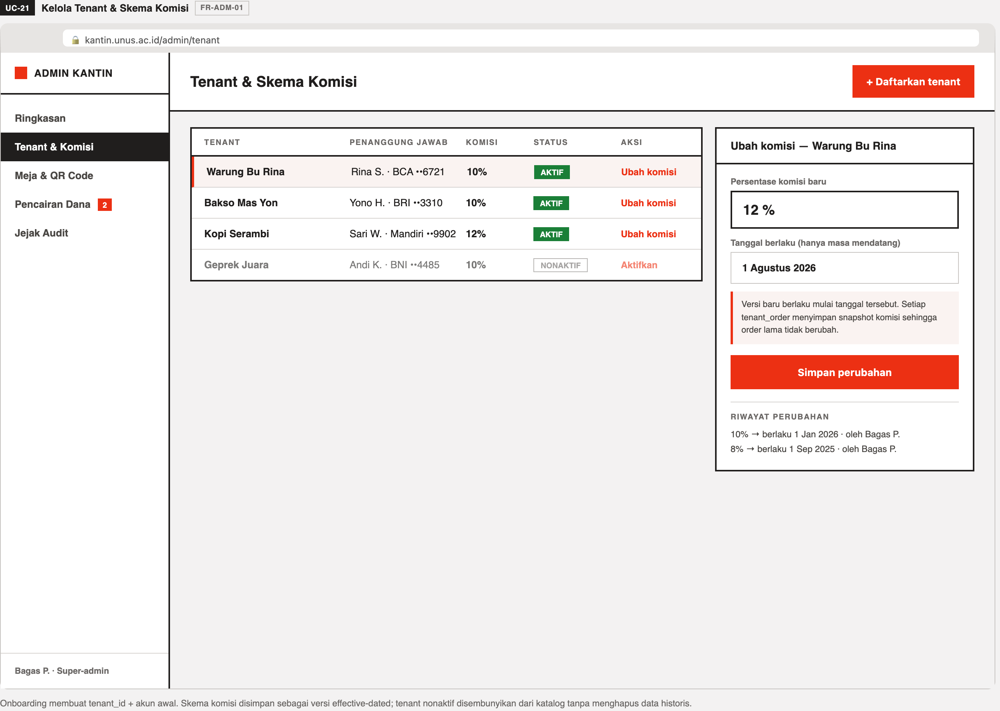 UC-21 Kelola Tenant & Skema Komisi FR-ADM-01
kantin.unus.ac.id/admin/tenant
ADMIN KANTIN
Ringkasan
Tenant & Komisi
Meja & QR Code
Pencairan Dana 2
Jejak Audit
Bagas P. · Super-admin
Tenant & Skema Komisi
+ Daftarkan tenant
TENANT PENANGGUNG JAWAB KOMISI STATUS AKSI
Warung Bu Rina Rina S. · BCA ••6721 10% AKTIF Ubah komisi
Bakso Mas Yon Yono H. · BRI ••3310 10% AKTIF Ubah komisi
Kopi Serambi Sari W. · Mandiri ••9902 12% AKTIF Ubah komisi
Geprek Juara Andi K. · BNI ••4485 10% NONAKTIF Aktifkan
Ubah komisi — Warung Bu Rina
Persentase komisi baru
12 %
Tanggal berlaku (hanya masa mendatang)
1 Agustus 2026
Versi baru berlaku mulai tanggal tersebut. Setiap
tenant_order menyimpan snapshot komisi sehingga
order lama tidak berubah.
Simpan perubahan
RIWAYAT PERUBAHAN
10% → berlaku 1 Jan 2026 · oleh Bagas P.
8% → berlaku 1 Sep 2025 · oleh Bagas P.
Onboarding membuat tenant_id + akun awal. Skema komisi disimpan sebagai versi effective-dated; tenant nonaktif disembunyikan dari katalog tanpa menghapus data historis.